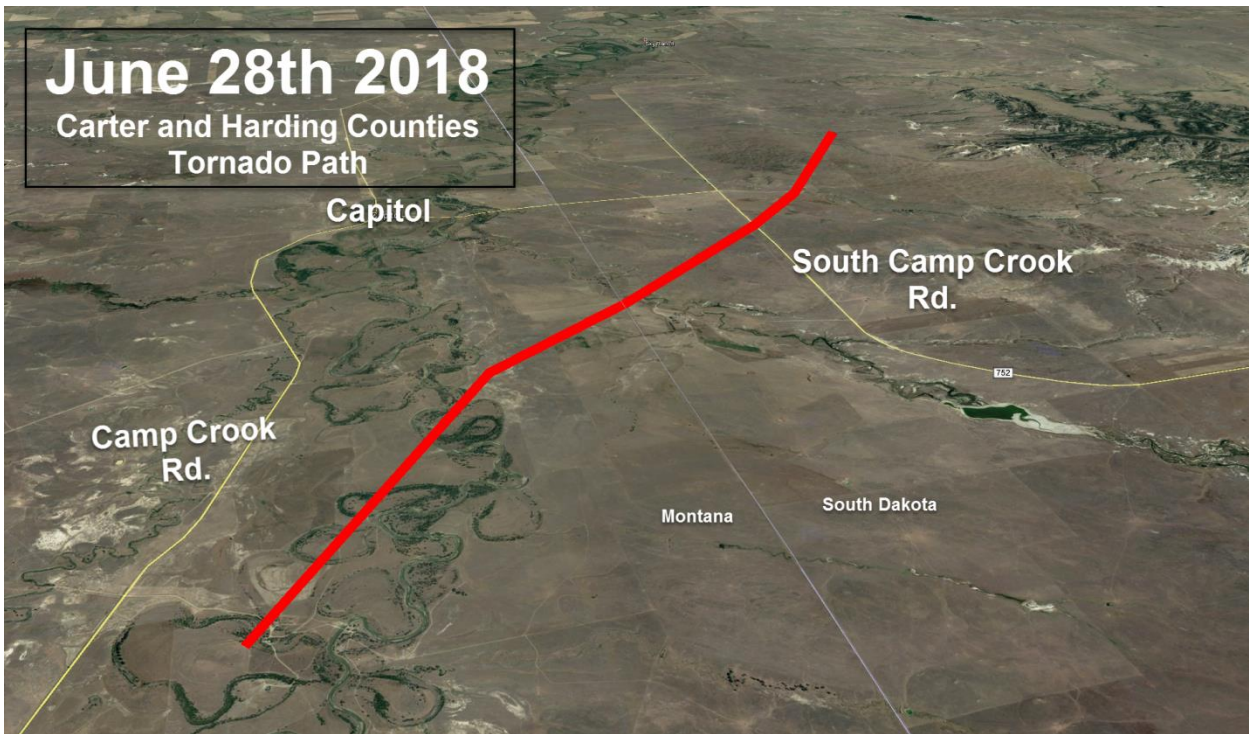 June 28th 2018
Carter and Harding Counties
Tornado Path
Capitol
South Camp Crook
Rd.
752
Camp Crook
Rd.
Montana
South Dakota